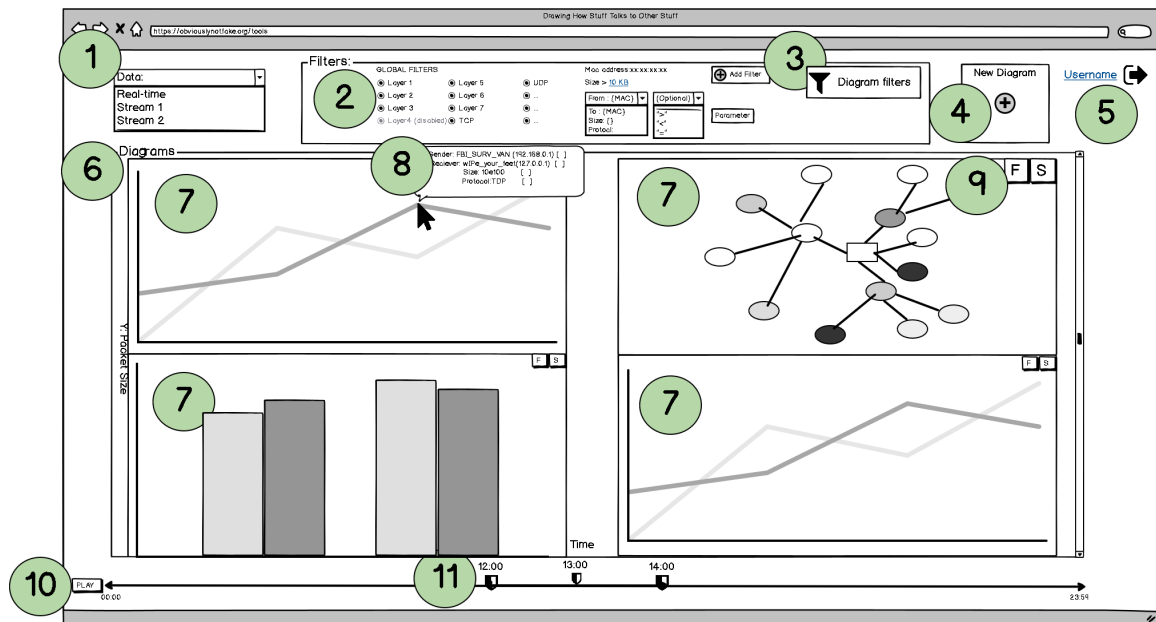 Drawing How Stuff Talks to Other Stuff
https://obviouslynotfake.org/tools
1
Data:
Real-time
Stream 1
Stream 2
Filters:
2
GLOBAL FILTERS
Layer 1
Layer 2
Layer 3
Layer4 (disabled)
Layer 5
Layer 6
Layer 7
TCP
UDP
...
...
...
Mac address:xx:xx:xx:xx
Size > 10 KB
From : {MAC}
To : {MAC}
Size: {}
Protcol:
(Optional)
">"
"<"
"="
Add Filter
Parameter
3
Diagram filters
New Diagram
4
Username
5
6
Diagrams
7
8
Sender: FBI_SURV_VAN (192.168.0.1) [ ]
wIPe_your_feet(127.0.0.1) [ ]
Size: 10e100 [ ]
Protocol:TDP [ ]
7
9
F S
Y: Packet Size
7
F S
7
F S
Time
10
PLAY
11
12:00
13:00
14:00
00:00
23:59